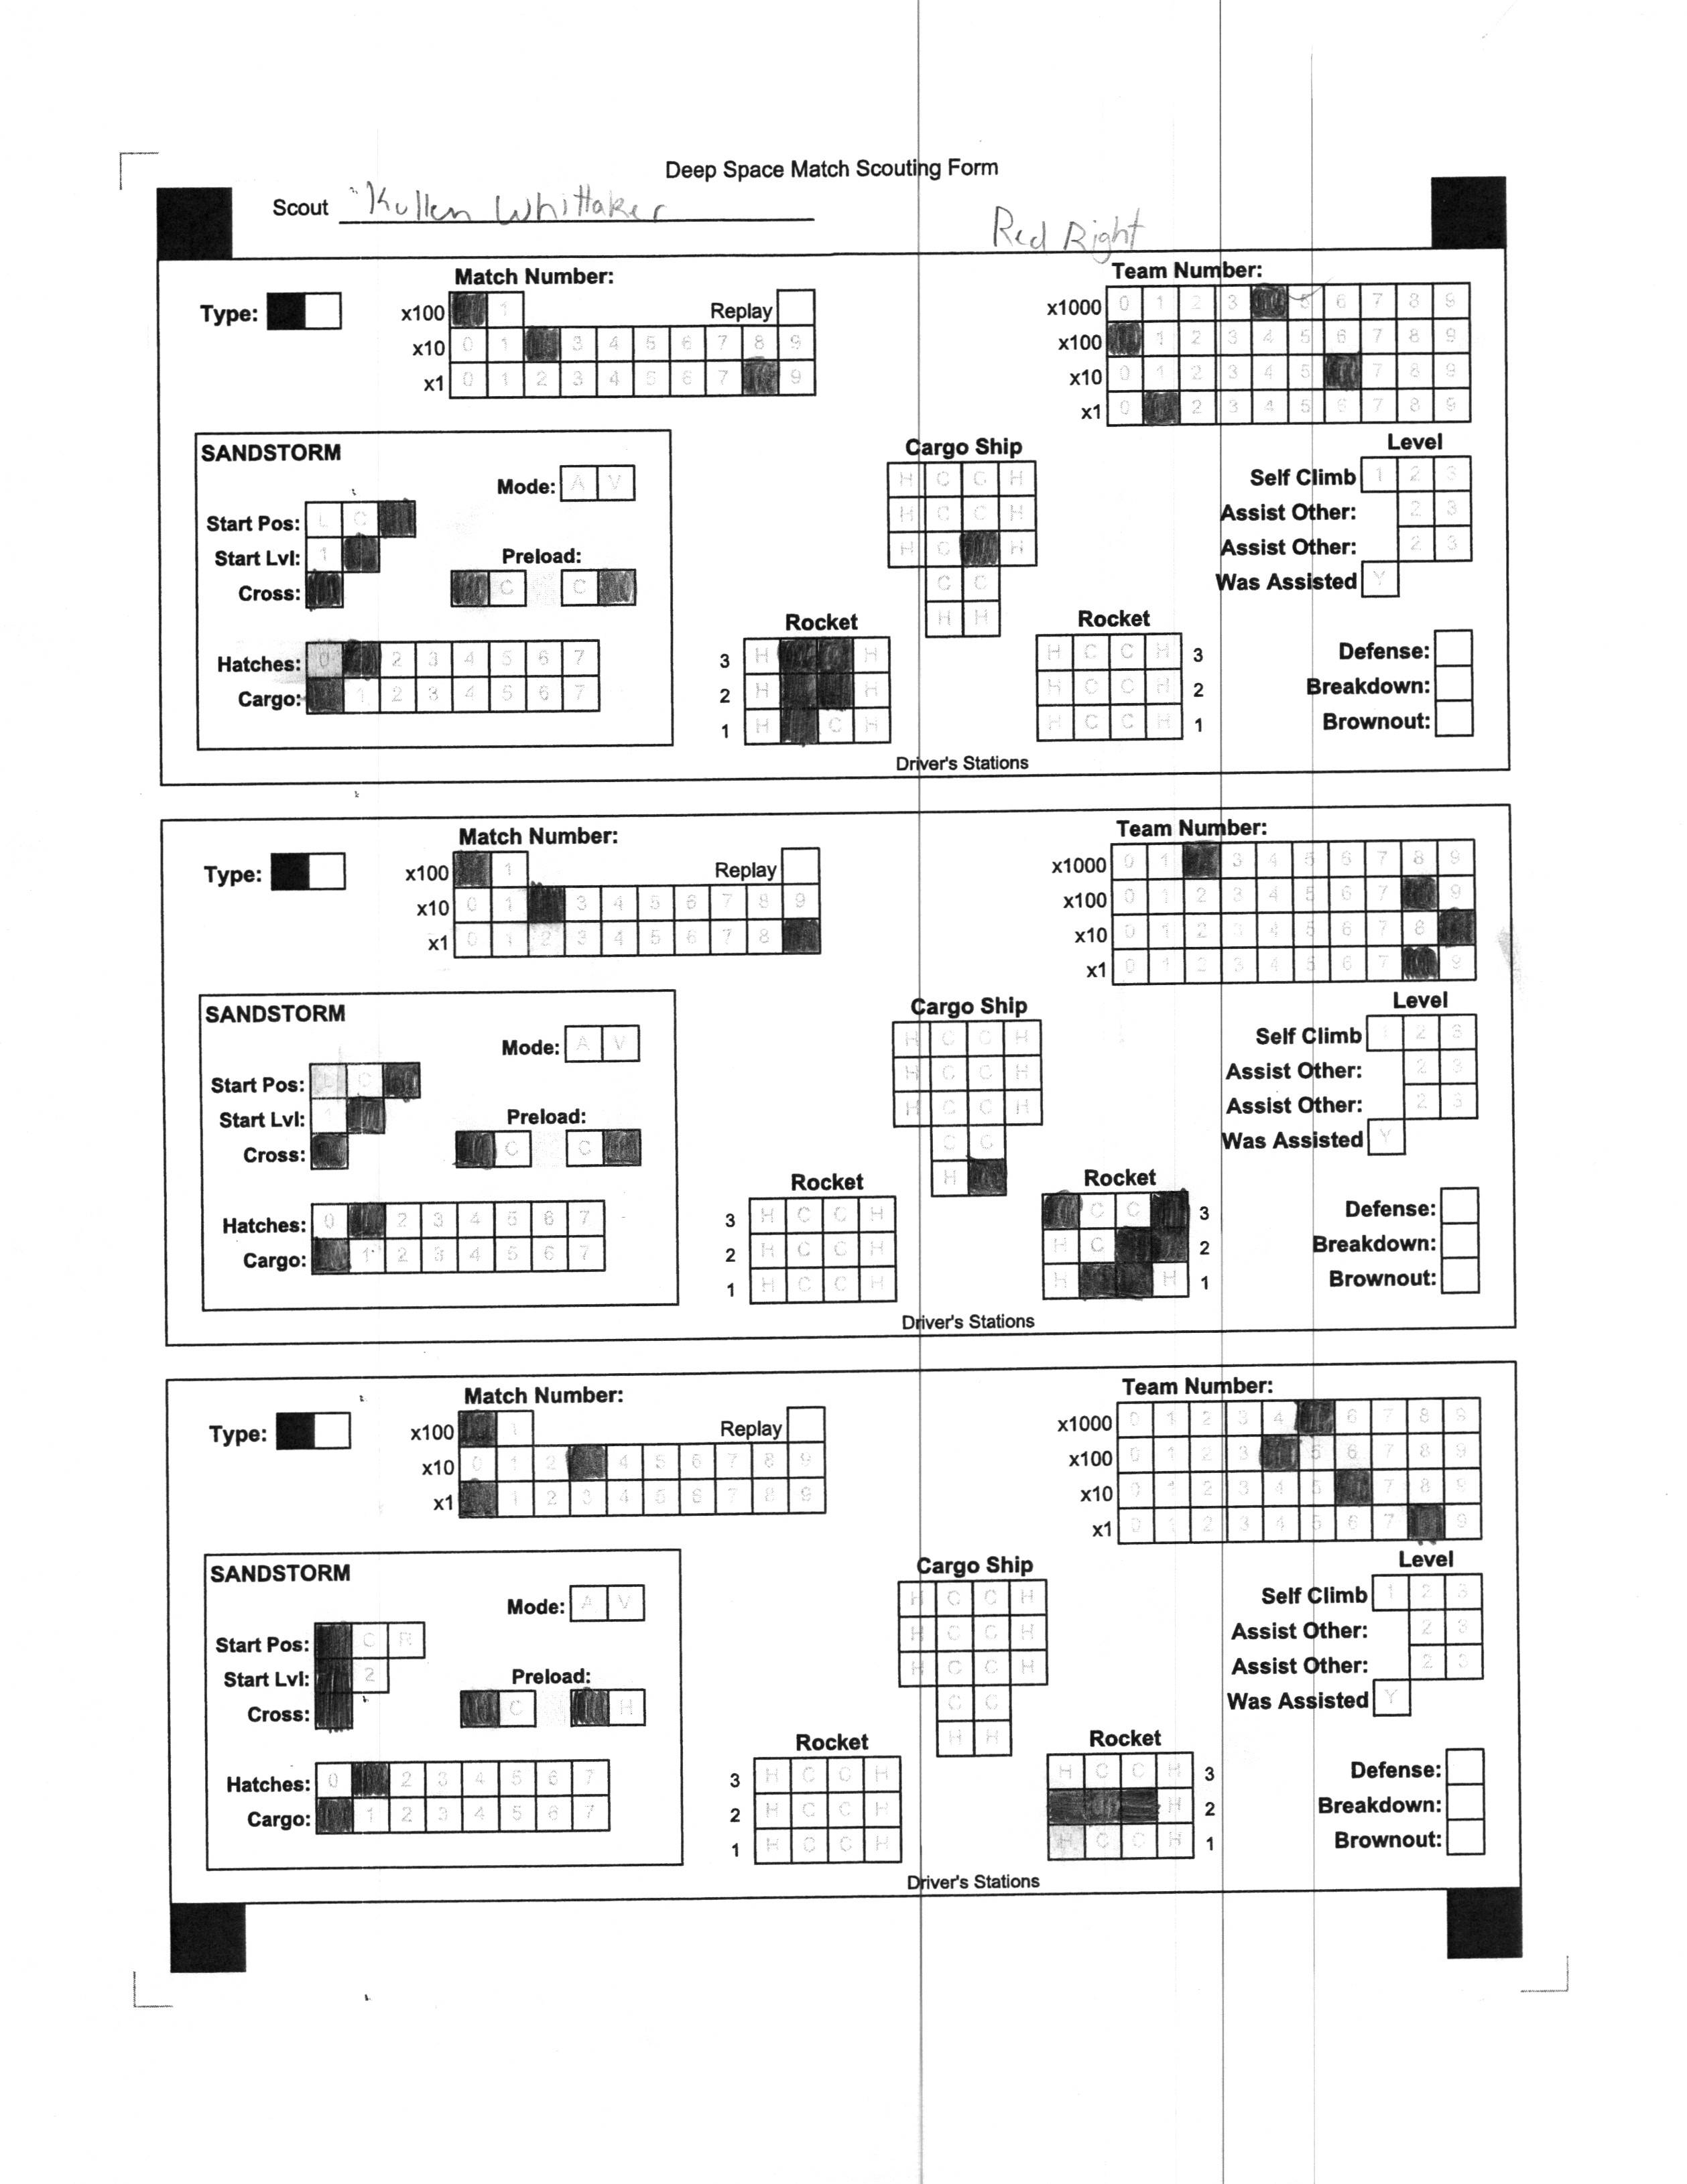 Deep Space Match Scouting Form
Scout Kullen Whittaker
Red Right
Match Number: Team Number:
Type: x100 1 Replay x1000 0 1 2 3 5 6 7 8 9
x10 0 1 3 4 5 6 7 8 9 x100 1 2 3 4 5 6 7 8 9
x1 0 1 2 3 4 5 6 7 9 x10 0 1 2 3 4 5 7 8 9
x1 0 2 3 4 5 6 7 8 9
SANDSTORM Cargo Ship Level
Mode: A V H C C H Self Climb 1 2 3
Start Pos: L C H C C H Assist Other: 2 3
Start Lvl: 1 Preload: H C H Assist Other: 2 3
Cross: C C C C Was Assisted Y
H H
Rocket Rocket
Hatches: 0 2 3 4 5 6 7 3 H H H C C H 3 Defense:
Cargo: 1 2 3 4 5 6 7 2 H H H C C H 2 Breakdown:
1 H C H H C C H 1 Brownout:
Driver's Stations
Match Number: Team Number:
Type: x100 1 Replay x1000 0 1 3 4 5 6 7 8 9
x10 0 1 3 4 5 6 7 8 9 x100 0 1 2 3 4 5 6 7 9
x1 0 1 2 3 4 5 6 7 8 x10 0 1 2 3 4 5 6 7 8
x1 0 1 2 3 4 5 6 7 9
SANDSTORM Cargo Ship Level
Mode: A V H C C H Self Climb 1 2 3
Start Pos: L C H C C H Assist Other: 2 3
Start Lvl: 1 Preload: H C C H Assist Other: 2 3
Cross: C C C C Was Assisted Y
H
Rocket Rocket
Hatches: 0 2 3 4 5 6 7 3 H C C H C C 3 Defense:
Cargo: 1 2 3 4 5 6 7 2 H C C H H C 2 Breakdown:
1 H C C H H H 1 Brownout:
Driver's Stations
Match Number: Team Number:
Type: x100 1 Replay x1000 0 1 2 3 4 6 7 8 9
x10 0 1 2 4 5 6 7 8 9 x100 0 1 2 3 5 6 7 8 9
x1 1 2 3 4 5 6 7 8 9 x10 0 1 2 3 4 5 7 8 9
x1 0 1 2 3 4 5 6 7 9
SANDSTORM Cargo Ship Level
Mode: A V H C C H Self Climb 1 2 3
Start Pos: C R H C C H Assist Other: 2 3
Start Lvl: 2 Preload: H C C H Assist Other: 2 3
Cross: C H C C Was Assisted Y
H H
Rocket Rocket
Hatches: 0 2 3 4 5 6 7 3 H C C H H C C H 3 Defense:
Cargo: 1 2 3 4 5 6 7 2 H C C H H 2 Breakdown:
1 H C C H H C C H 1 Brownout:
Driver's Stations